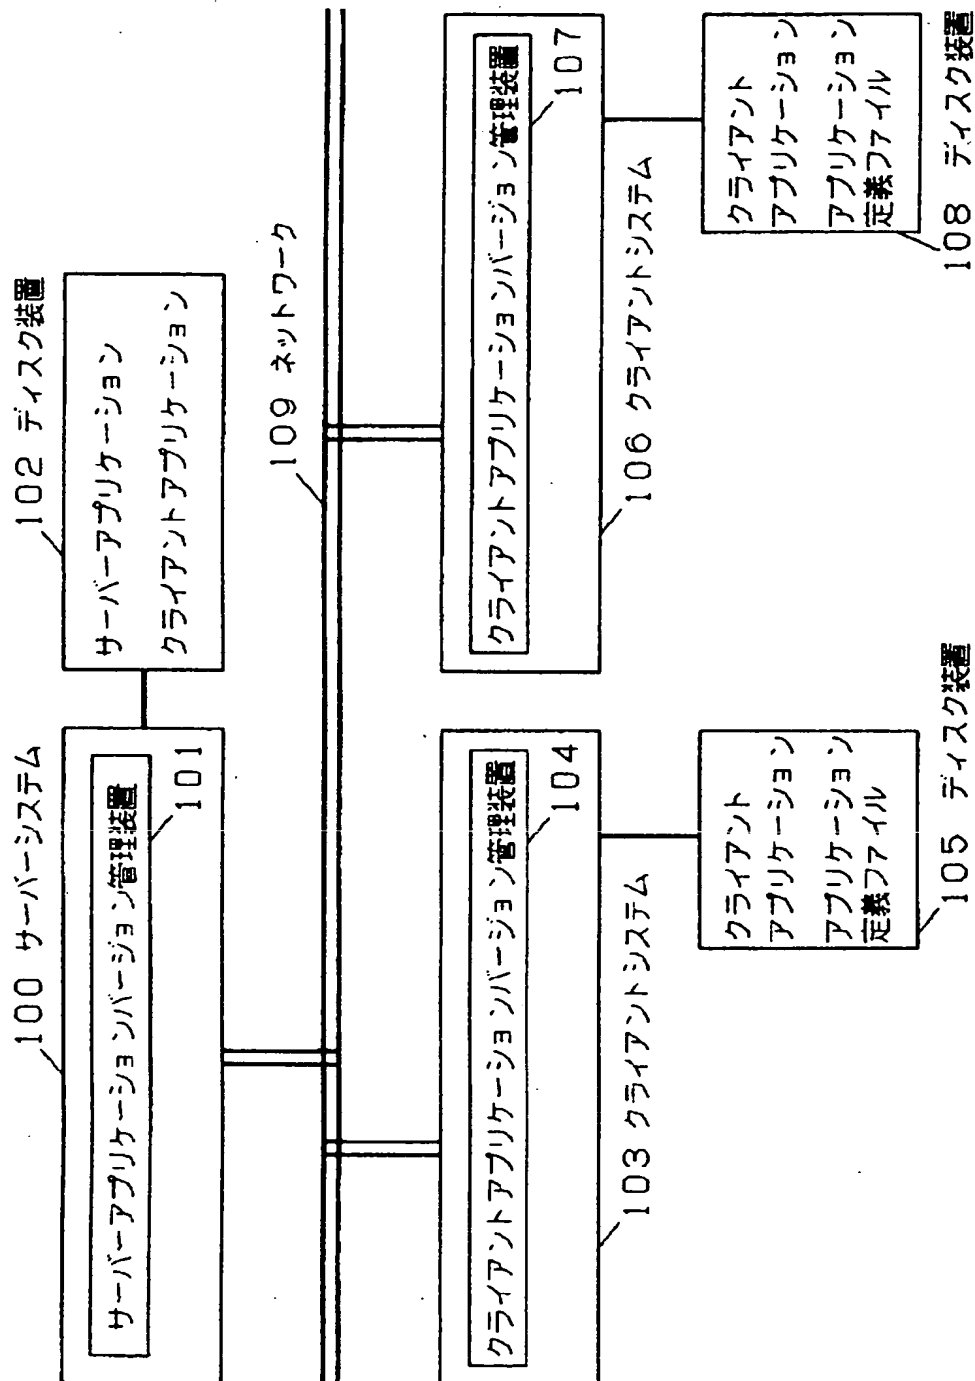 100 サーバーシステム
サーバーアプリケーションバージョン管理装置
101
102 ディスク装置
サーバーアプリケーション
クライアントアプリケーション
109 ネットワーク
クライアントアプリケーションバージョン管理装置
104
103 クライアントシステム
クライアントアプリケーションバージョン管理装置
107
106 クライアントシステム
クライアント
アプリケーション
アプリケーション
定義ファイル
105 ディスク装置
クライアント
アプリケーション
アプリケーション
定義ファイル
108 ディスク装置